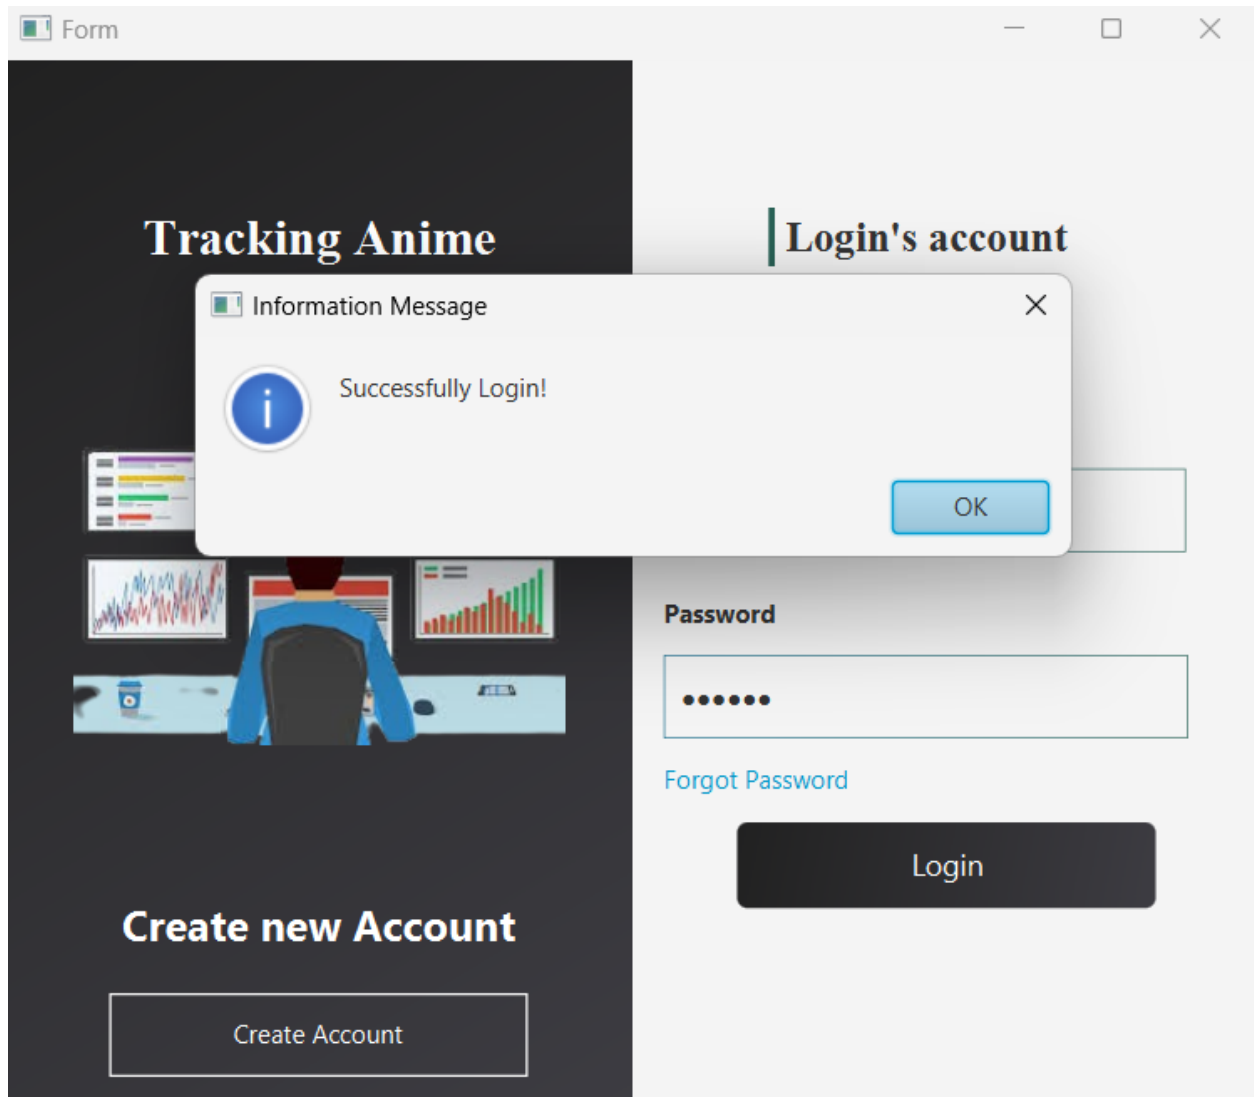 Form
Tracking Anime
Login's account
Information Message
Successfully Login!
OK
Password
••••••
Forgot Password
Login
Create new Account
Create Account